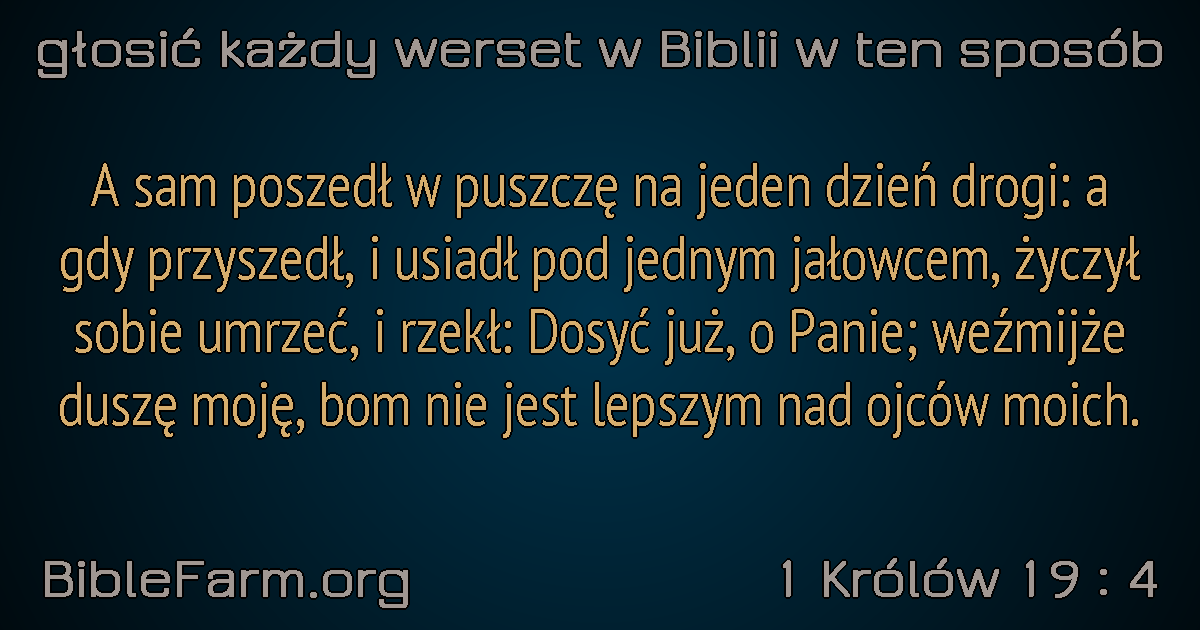 głosić każdy werset w Biblii w ten sposób
A sam poszedł w puszczę na jeden dzień drogi: a
gdy przyszedł, i usiadł pod jednym jałowcem, życzył
sobie umrzeć, i rzekł: Dosyć już, o Panie; weźmijże
duszę moję, bom nie jest lepszym nad ojców moich.
BibleFarm.org
1 Królów 19 : 4